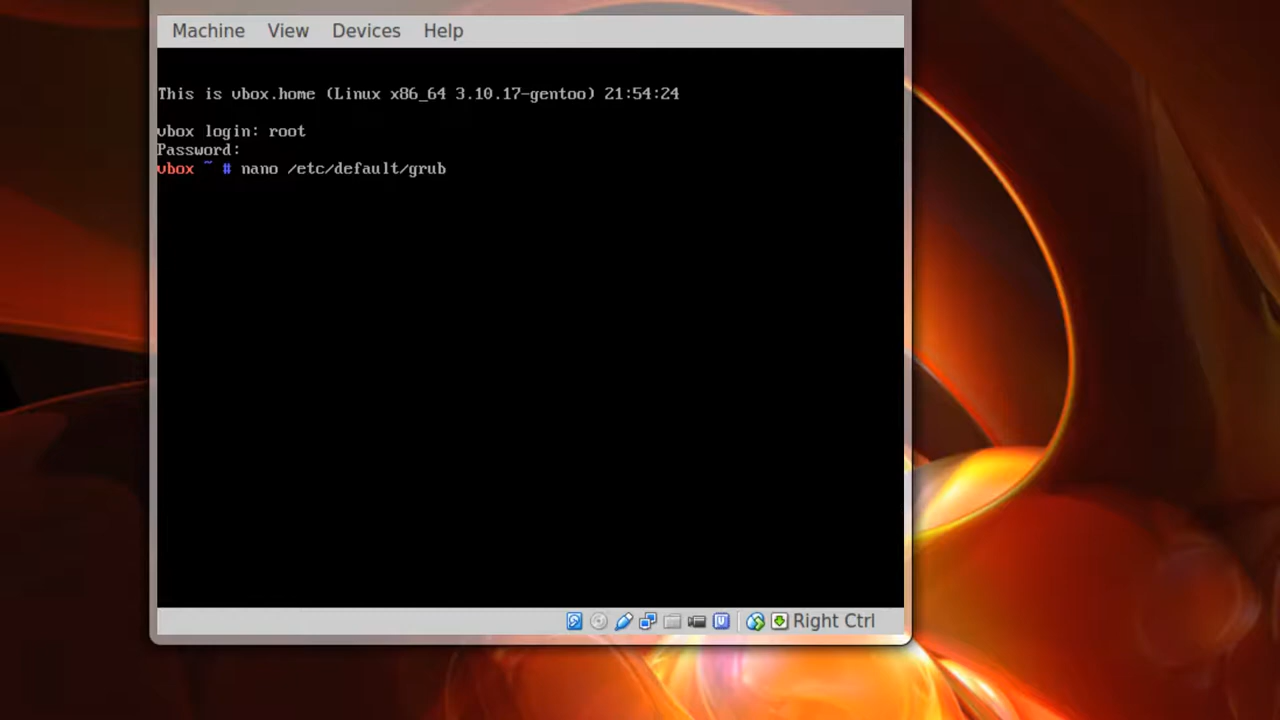 Machine View Devices Help
This is vbox.home (Linux x86_64 3.10.17-gentoo) 21:54:24
vbox login: root
Password:
vbox ~ # nano /etc/default/grub
Right Ctrl